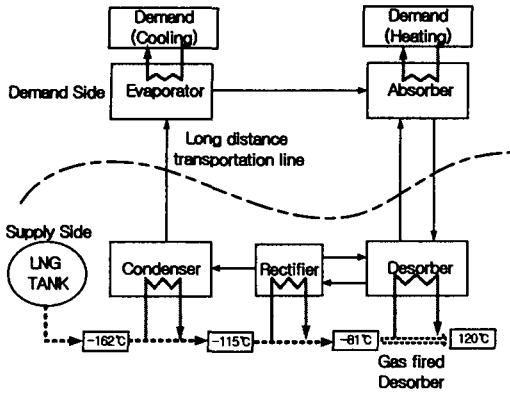 Demand
(Cooling)
Demand
(Heating)
Demand Side
Evaporator
Absorber
Long distance
transportation line
Supply Side
LNG
TANK
Condenser
Rectifier
Desorber
-162℃
-115℃
-81℃
120℃
Gas fired
Desorber